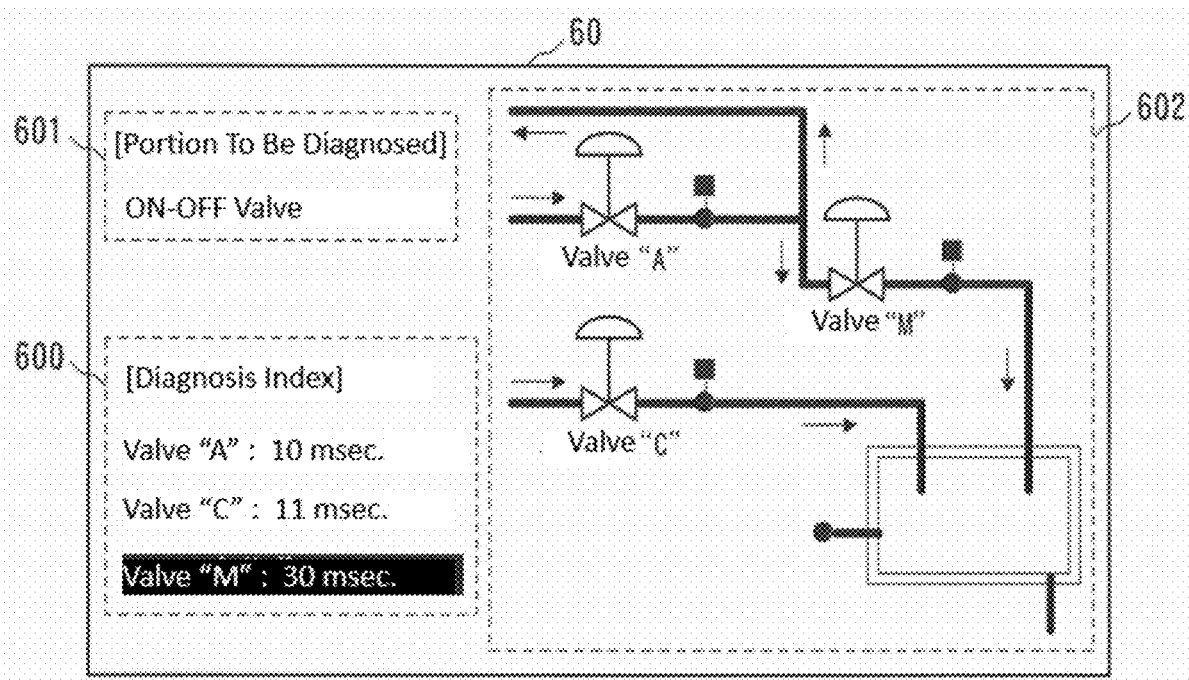 60
601
602
[Portion To Be Diagnosed]
ON-OFF Valve
Valve "A"
Valve "M"
600
Valve "C"
[Diagnosis Index]
Valve "A" : 10 msec.
Valve "C" : 11 msec.
Valve "M" : 30 msec.